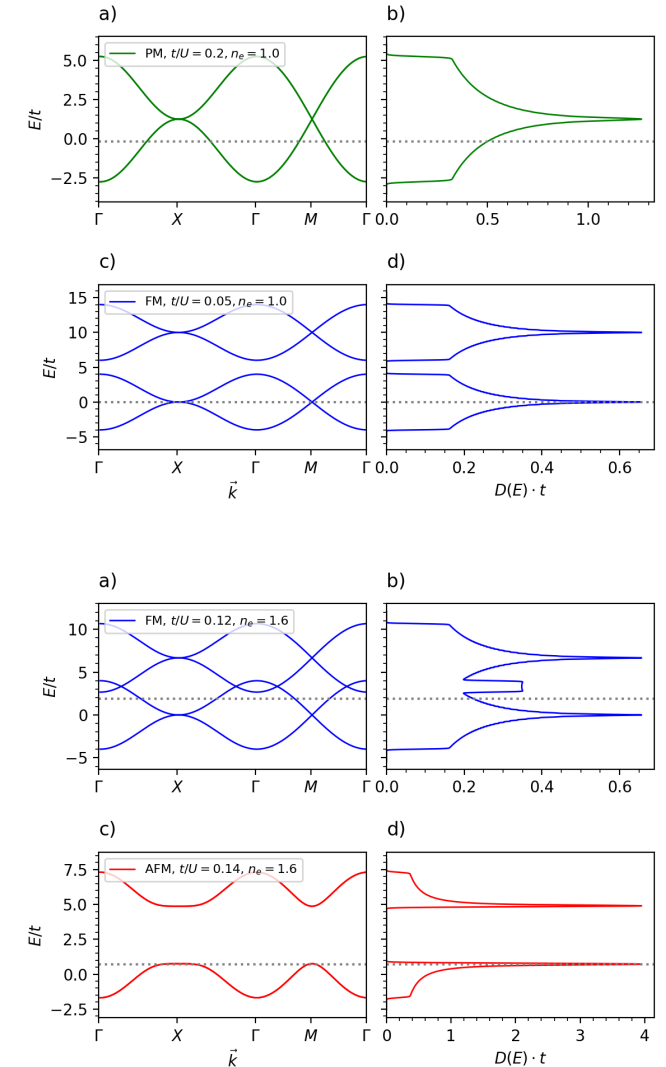 a)
b)
PM, t/U = 0.2, n_e = 1.0
E/t
5.0
2.5
0.0
−2.5
Γ X Γ M Γ
0.0 0.5 1.0
c)
d)
FM, t/U = 0.05, n_e = 1.0
E/t
15
10
5
0
−5
Γ X Γ M Γ
0.0 0.2 0.4 0.6
k⃗
D(E) · t
a)
b)
FM, t/U = 0.12, n_e = 1.6
E/t
10
5
0
−5
Γ X Γ M Γ
0.0 0.2 0.4 0.6
c)
d)
AFM, t/U = 0.14, n_e = 1.6
E/t
7.5
5.0
2.5
0.0
−2.5
Γ X Γ M Γ
0 1 2 3 4
k⃗
D(E) · t